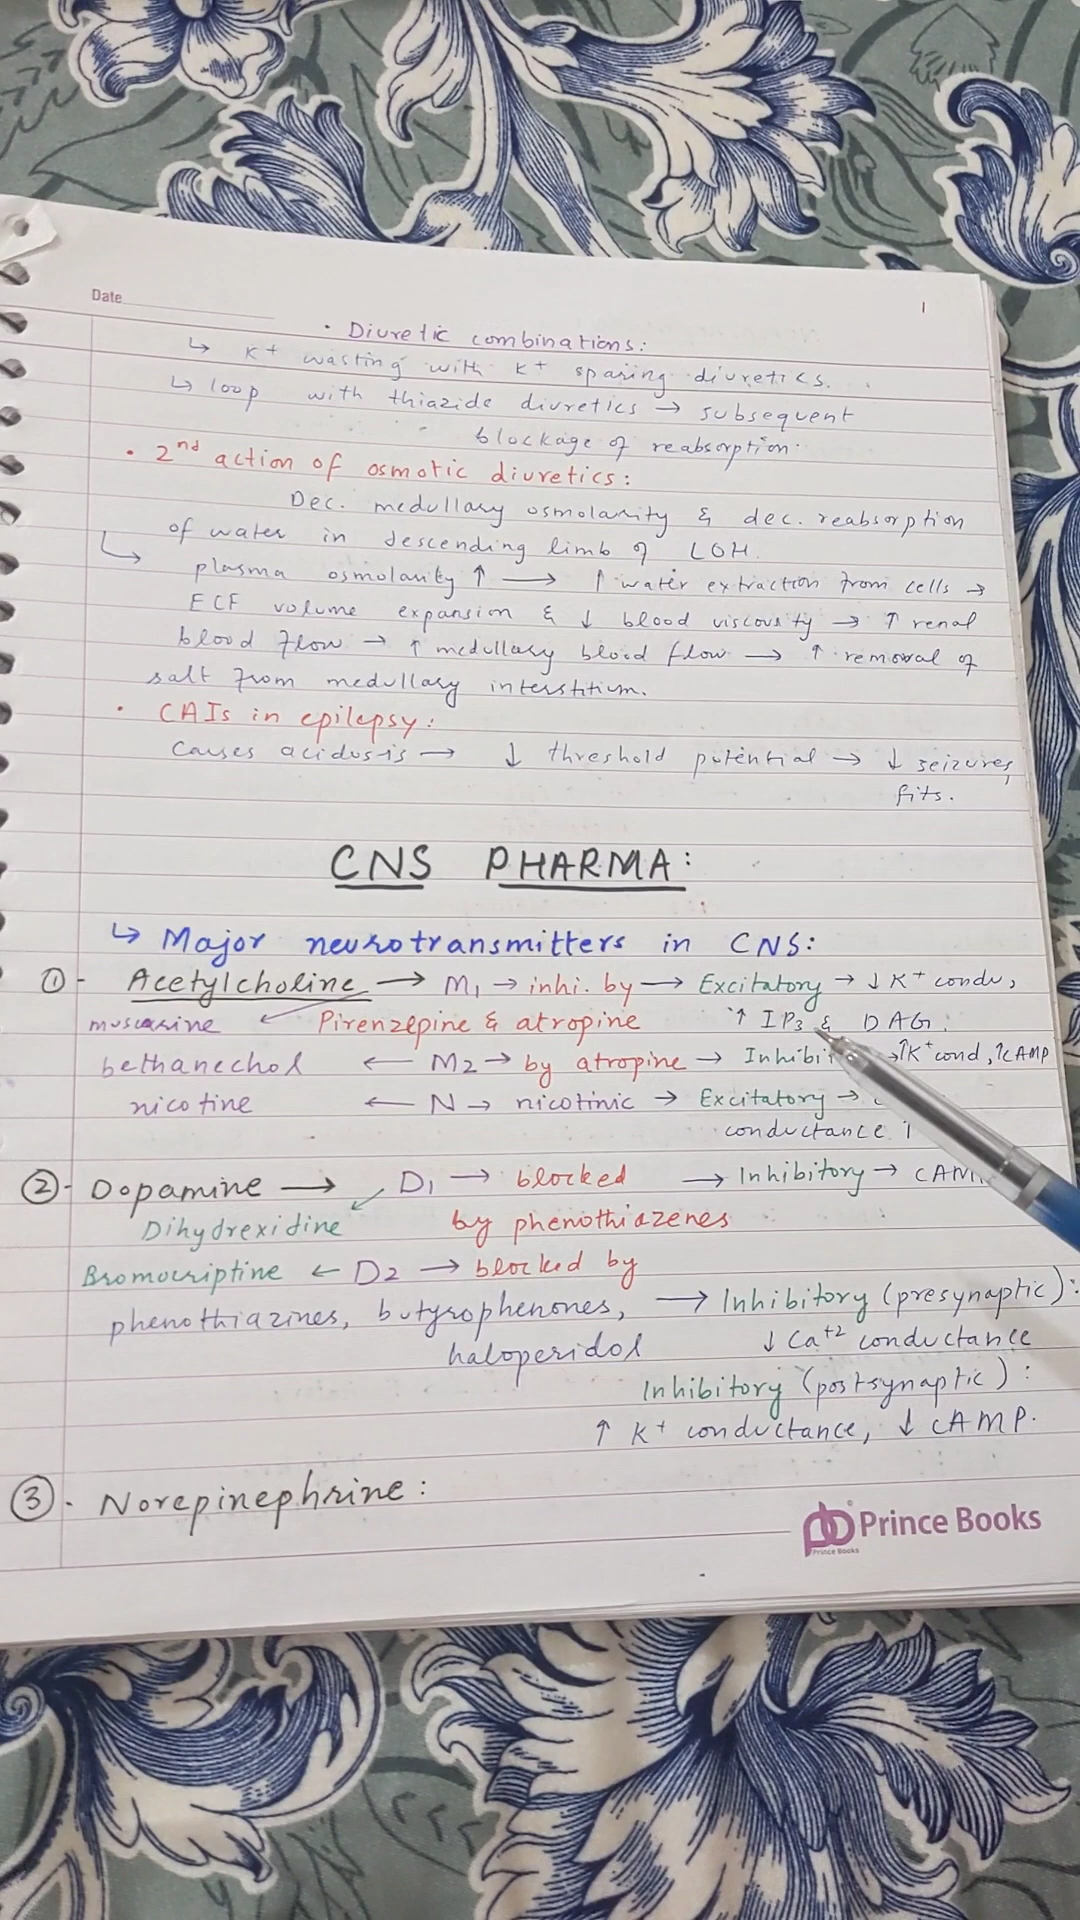 Date
1
• Diuretic combinations:
↳ K+ wasting with K+ sparing diuretics.
↳ loop with thiazide diuretics → subsequent
blockage of reabsorption.
• 2nd action of osmotic diuretics:
Dec. medullary osmolarity & dec. reabsorption
of water in descending limb of LOH.
↳ plasma osmolarity ↑ → ↑ water extraction from cells →
ECF volume expansion & ↓ blood viscosity → ↑ renal
blood flow → ↑ medullary blood flow → ↑ removal of
salt from medullary interstitium.
• CAIs in epilepsy:
Causes acidosis → ↓ threshold potential → ↓ seizures,
fits.
CNS PHARMA:
↳ Major neurotransmitters in CNS:
① - Acetylcholine → M1 → inhi. by → Excitatory → ↓ K+ condu,
muscarine ← Pirenzepine & atropine ↑ IP3 & DAG.
bethanechol ← M2 → by atropine → Inhibi → ↑K+ cond, ↑cAMP
nicotine ← N → nicotinic → Excitatory →
conductance
② - Dopamine → D1 → blocked → Inhibitory → cAM
Dihydrexidine by phenothiazenes
Bromocriptine ← D2 → blocked by
phenothiazines, butyrophenones, → Inhibitory (presynaptic):
haloperidol ↓ Ca+2 conductance
Inhibitory (postsynaptic):
↑ K+ conductance, ↓ cAMP.
③ - Norepinephrine:
Prince Books
Prince Books